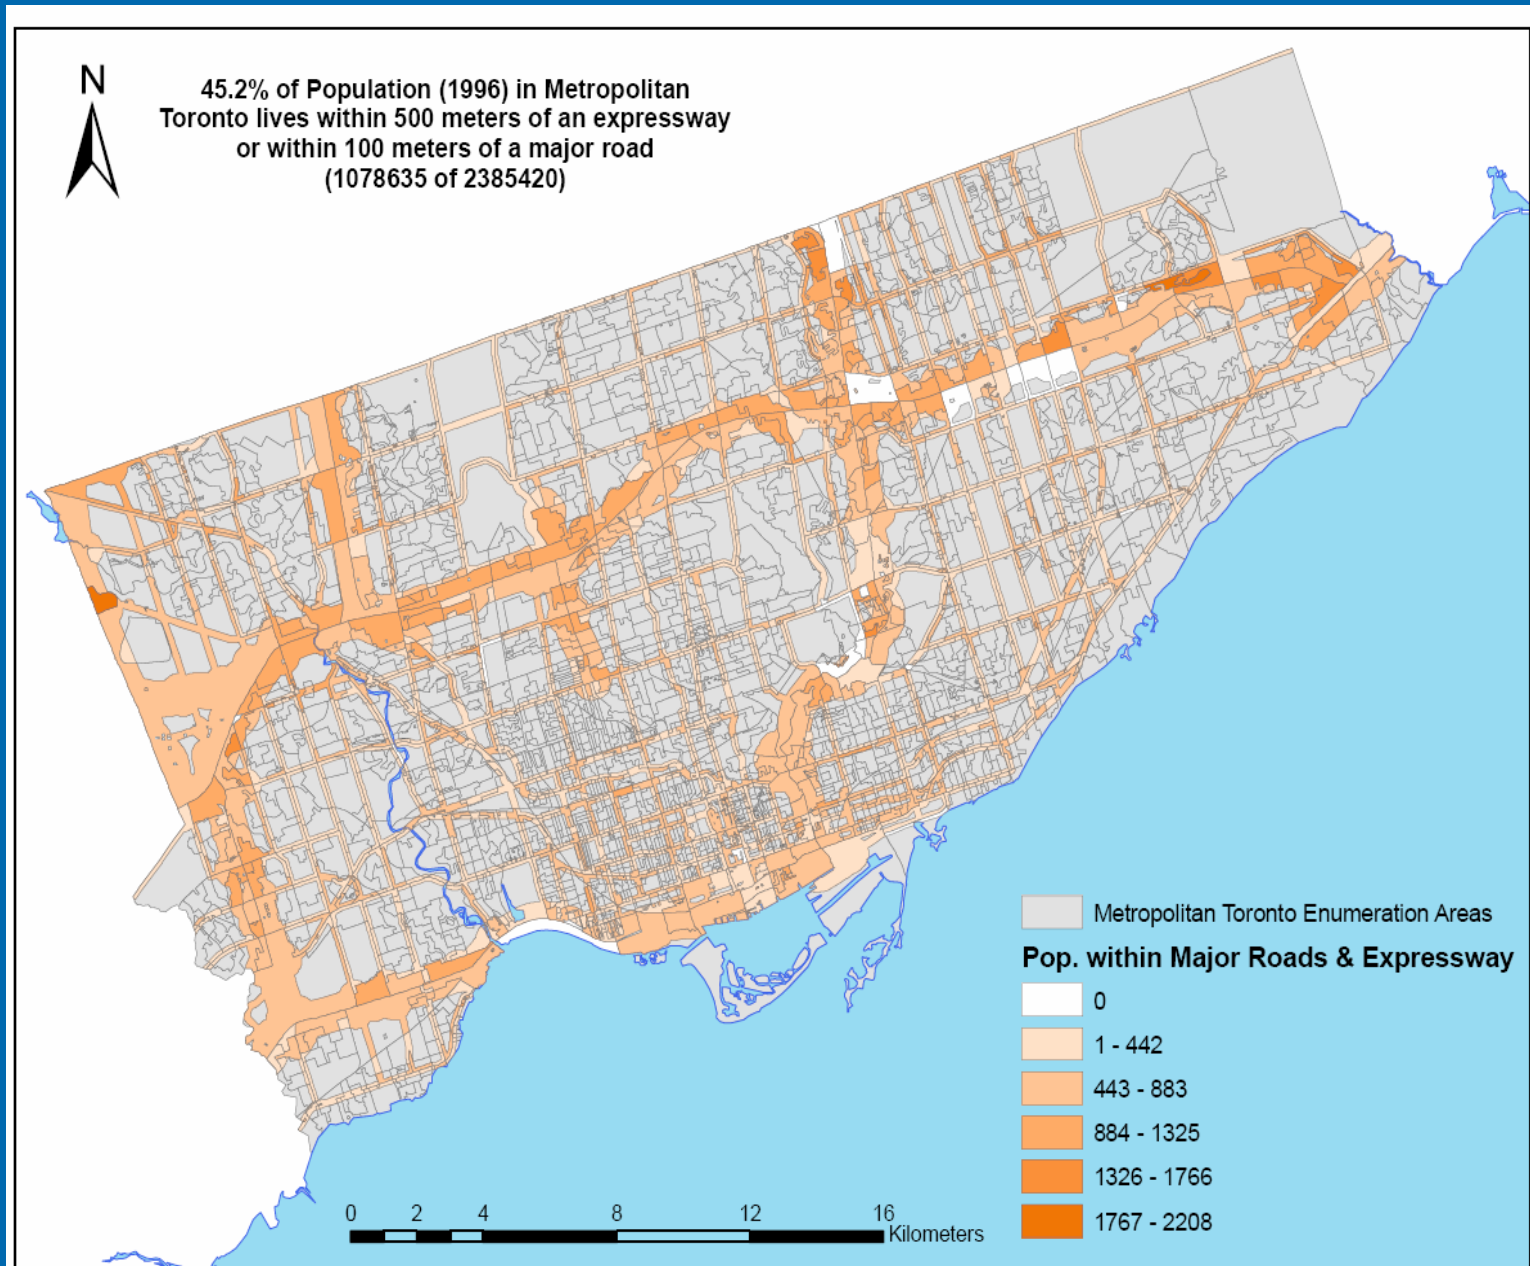 N
45.2% of Population (1996) in Metropolitan
Toronto lives within 500 meters of an expressway
or within 100 meters of a major road
(1078635 of 2385420)
Metropolitan Toronto Enumeration Areas
Pop. within Major Roads & Expressway
0
1 - 442
443 - 883
884 - 1325
1326 - 1766
1767 - 2208
0 2 4 8 12 16
Kilometers